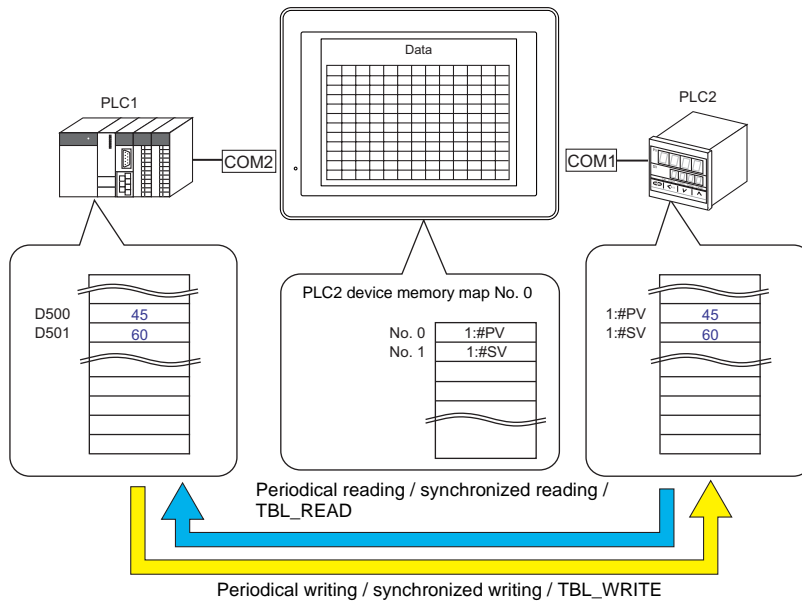 Data
PLC1
PLC2
COM2
COM1
PLC2 device memory map No. 0
D500 45
D501 60
No. 0 1:#PV
No. 1 1:#SV
1:#PV 45
1:#SV 60
Periodical reading / synchronized reading /
TBL_READ
Periodical writing / synchronized writing / TBL_WRITE